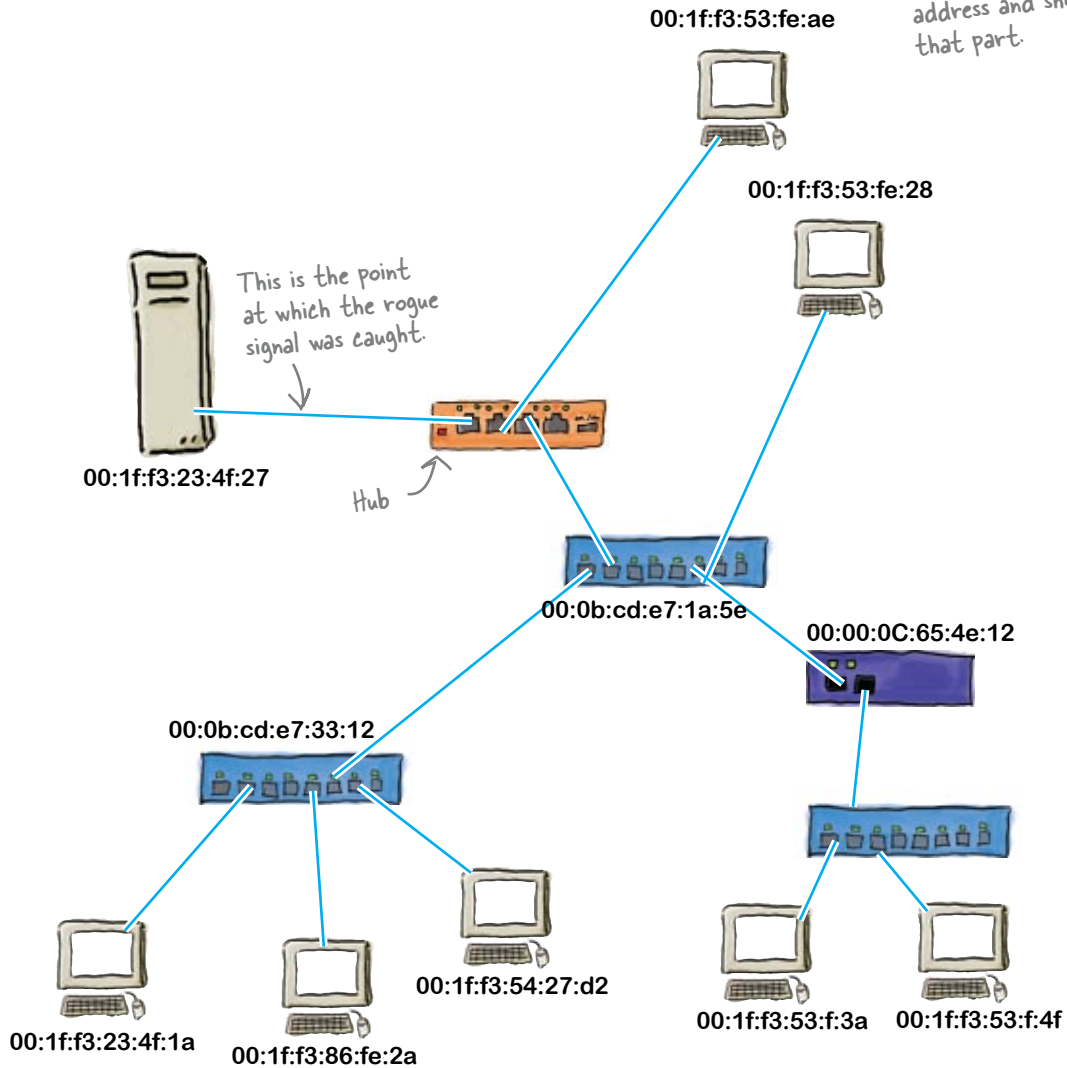 00:1f:f3:53:fe:ae
address and
that part.
00:1f:f3:53:fe:28
This is the point
at which the rogue
signal was caught.
00:1f:f3:23:4f:27
Hub
00:0b:cd:e7:1a:5e
00:00:0C:65:4e:12
00:0b:cd:e7:33:12
00:1f:f3:54:27:d2
00:1f:f3:53:f:3a
00:1f:f3:53:f:4f
00:1f:f3:23:4f:1a
00:1f:f3:86:fe:2a